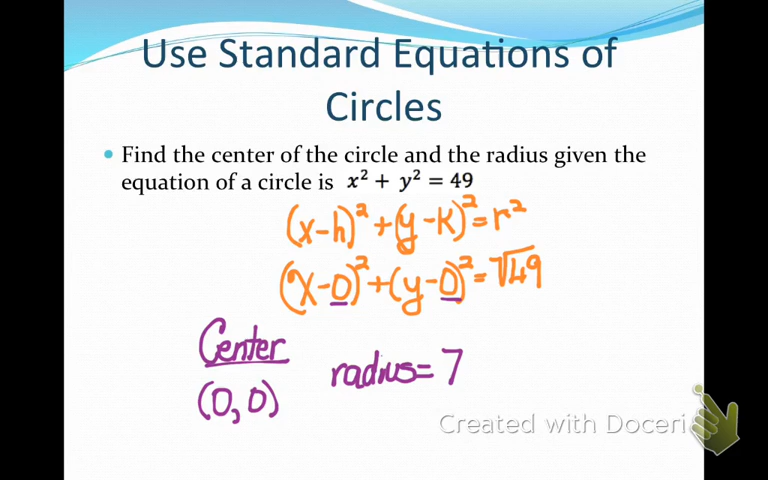 Use Standard Equations of
Circles
• Find the center of the circle and the radius given the
equation of a circle is x² + y² = 49
(x-h)² + (y-k)² = r²
(x-0)² + (y-0)² = √49
Center
radius = 7
(0,0)
Created with Doceri